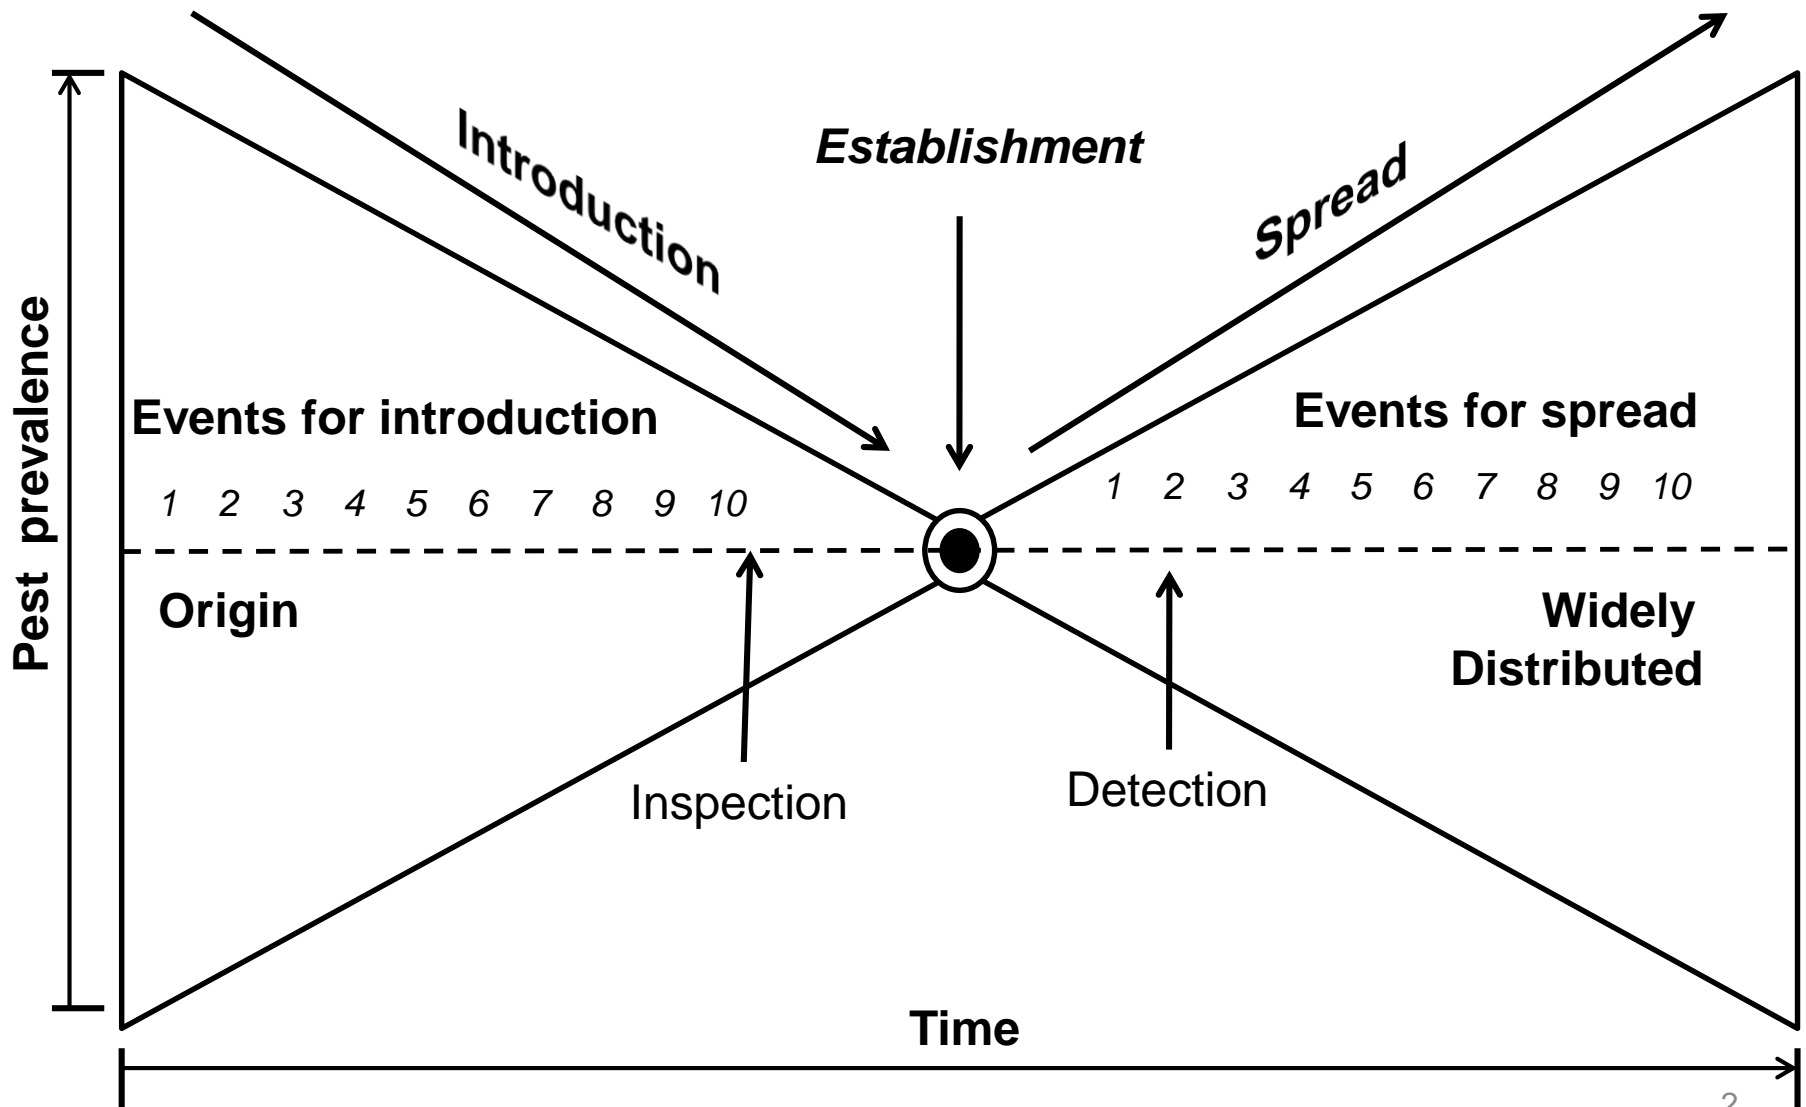 Introduction
Establishment
Spread
Pest prevalence
Events for introduction
1 2 3 4 5 6 7 8 9 10
Events for spread
1 2 3 4 5 6 7 8 9 10
Origin
Widely
Distributed
Inspection
Detection
Time
2